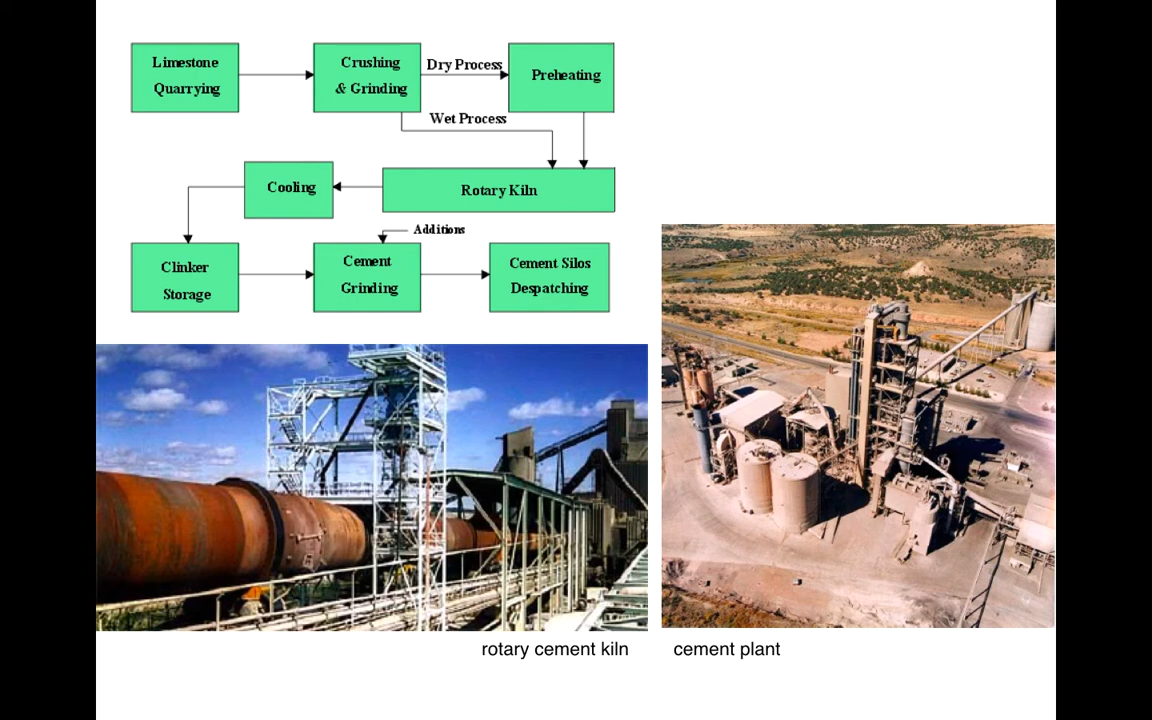 Limestone
Quarrying
Crushing
& Grinding
Dry Process
Preheating
Wet Process
Cooling
Rotary Kiln
Additions
Clinker
Storage
Cement
Grinding
Cement Silos
Despatching
rotary cement kiln
cement plant